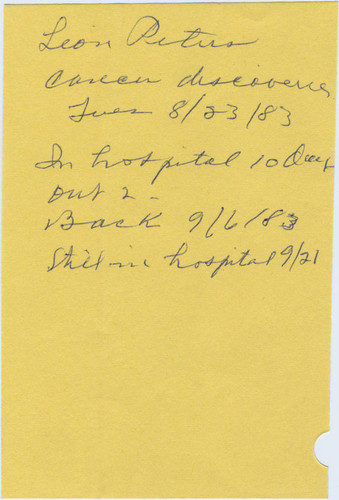 Leon Peters
cancer discovered
Tues 8/23/83
In hospital 10 Days
out 2 -
Back 9/6/83
Still in hospital 9/21